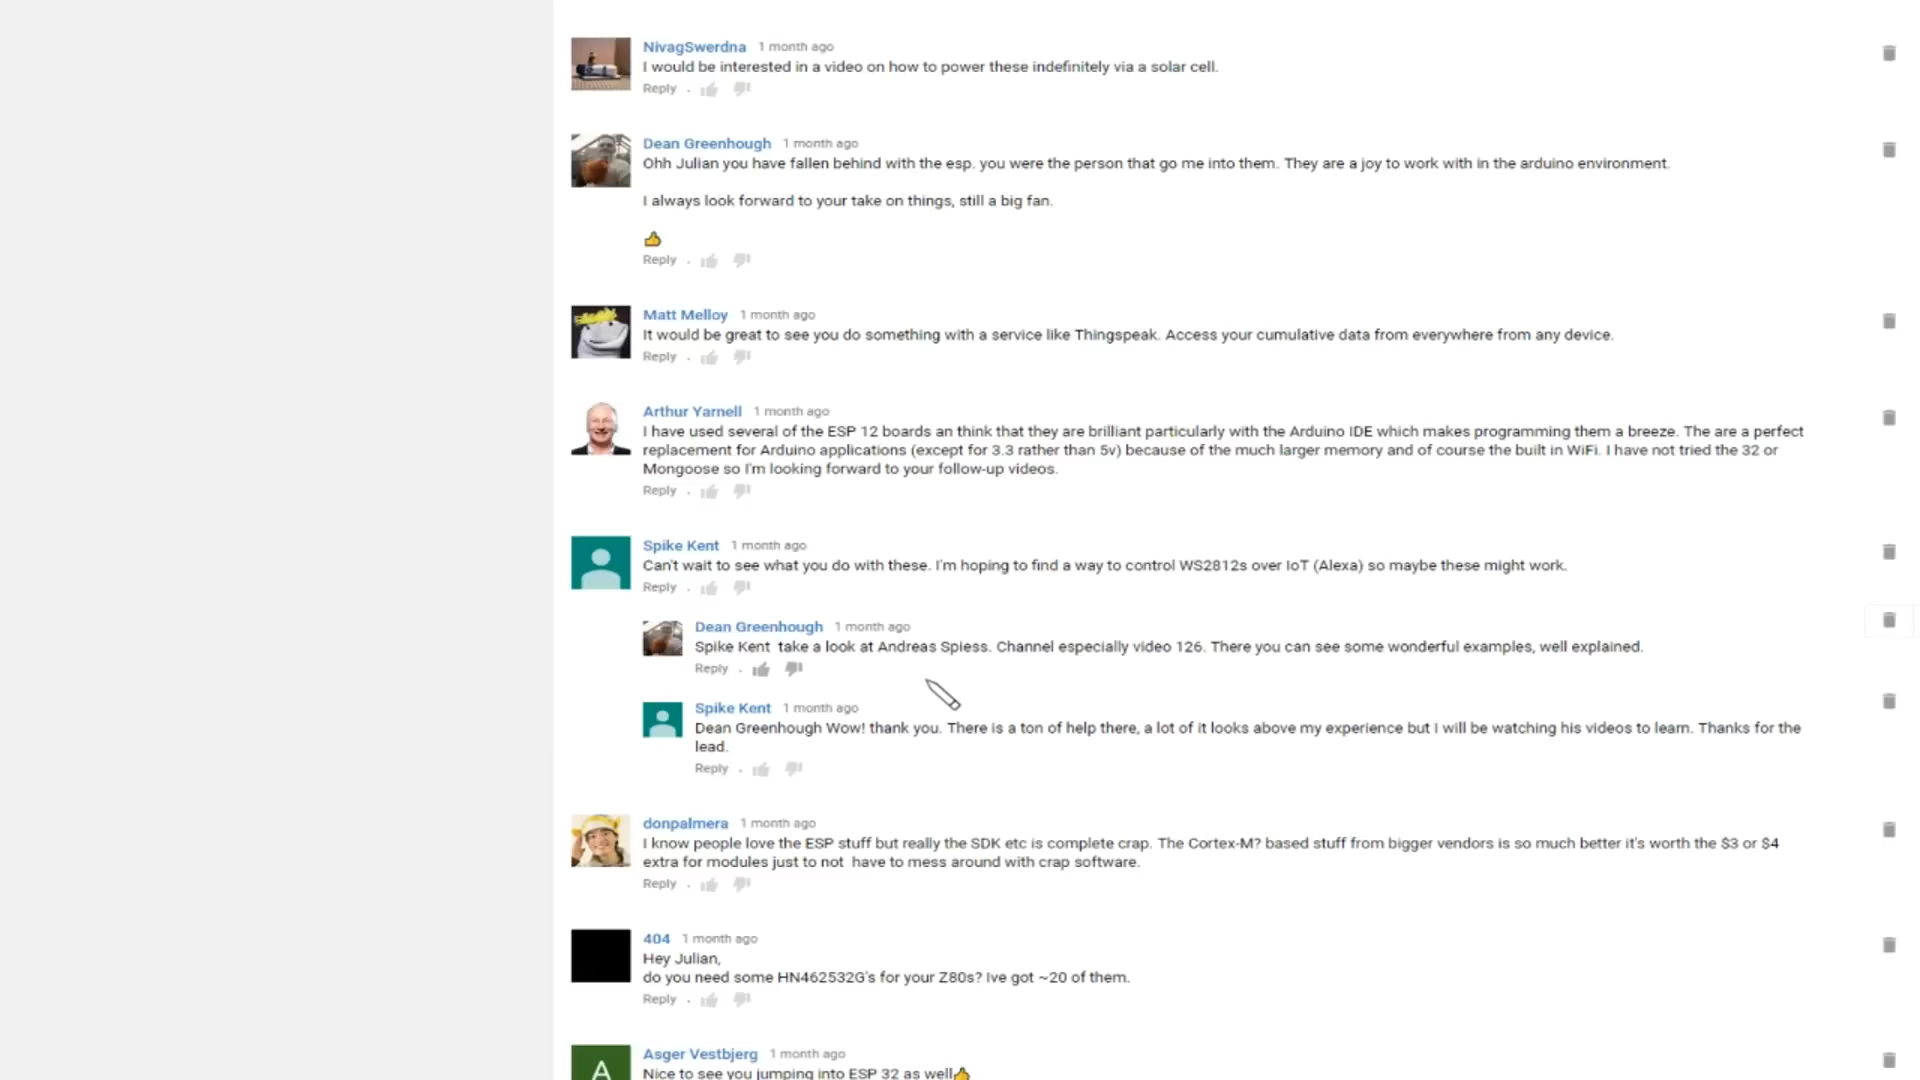 NivagSwerdna 1 month ago
I would be interested in a video on how to power these indefinitely via a solar cell.
Reply .
Dean Greenhough 1 month ago
Ohh Julian you have fallen behind with the esp. you were the person that go me into them. They are a joy to work with in the arduino environment.
I always look forward to your take on things, still a big fan.
👍
Reply .
Matt Melloy 1 month ago
It would be great to see you do something with a service like Thingspeak. Access your cumulative data from everywhere from any device.
Reply .
Arthur Yarnell 1 month ago
I have used several of the ESP 12 boards an think that they are brilliant particularly with the Arduino IDE which makes programming them a breeze. The are a perfect
replacement for Arduino applications (except for 3.3 rather than 5v) because of the much larger memory and of course the built in WiFi. I have not tried the 32 or
Mongoose so I'm looking forward to your follow-up videos.
Reply .
Spike Kent 1 month ago
Can't wait to see what you do with these. I'm hoping to find a way to control WS2812s over IoT (Alexa) so maybe these might work.
Reply .
Dean Greenhough 1 month ago
Spike Kent take a look at Andreas Spiess. Channel especially video 126. There you can see some wonderful examples, well explained.
Reply .
Spike Kent 1 month ago
Dean Greenhough Wow! thank you. There is a ton of help there, a lot of it looks above my experience but I will be watching his videos to learn. Thanks for the
lead.
Reply .
donpalmera 1 month ago
I know people love the ESP stuff but really the SDK etc is complete crap. The Cortex-M? based stuff from bigger vendors is so much better it's worth the $3 or $4
extra for modules just to not have to mess around with crap software.
Reply .
404 1 month ago
Hey Julian,
do you need some HN462532G's for your Z80s? Ive got ~20 of them.
Reply .
A
Asger Vestbjerg 1 month ago
Nice to see you jumping into ESP 32 as well👍